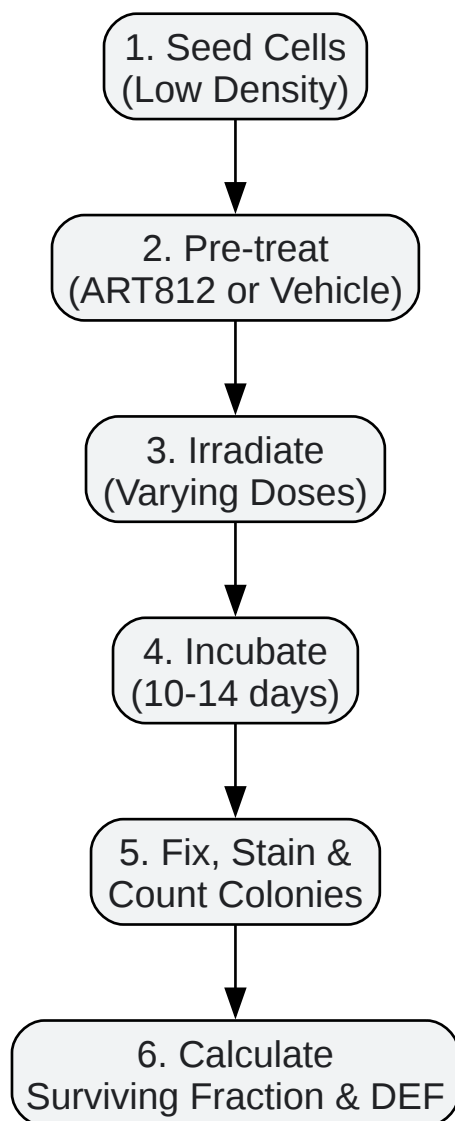 1. Seed Cells
(Low Density)
2. Pre-treat
(ART812 or Vehicle)
3. Irradiate
(Varying Doses)
4. Incubate
(10-14 days)
5. Fix, Stain &
Count Colonies
6. Calculate
Surviving Fraction & DEF